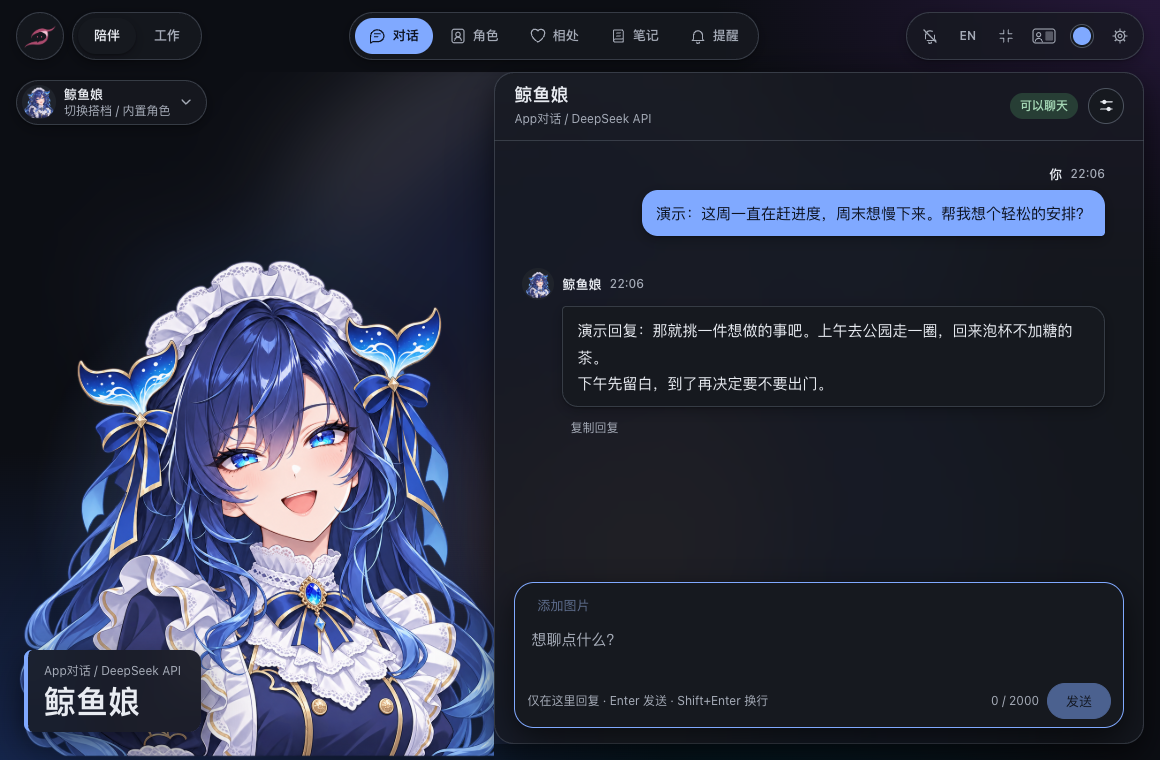 陪伴
工作
对话
角色
相处
笔记
提醒
EN
鲸鱼娘
切换搭档 / 内置角色
App对话 / DeepSeek API
鲸鱼娘
鲸鱼娘
App对话 / DeepSeek API
可以聊天
你 22:06
演示：这周一直在赶进度，周末想慢下来。帮我想个轻松的安排？
鲸鱼娘 22:06
演示回复：那就挑一件想做的事吧。上午去公园走一圈，回来泡杯不加糖的
茶。
下午先留白，到了再决定要不要出门。
复制回复
添加图片
想聊点什么？
仅在这里回复 · Enter 发送 · Shift+Enter 换行
0 / 2000
发送